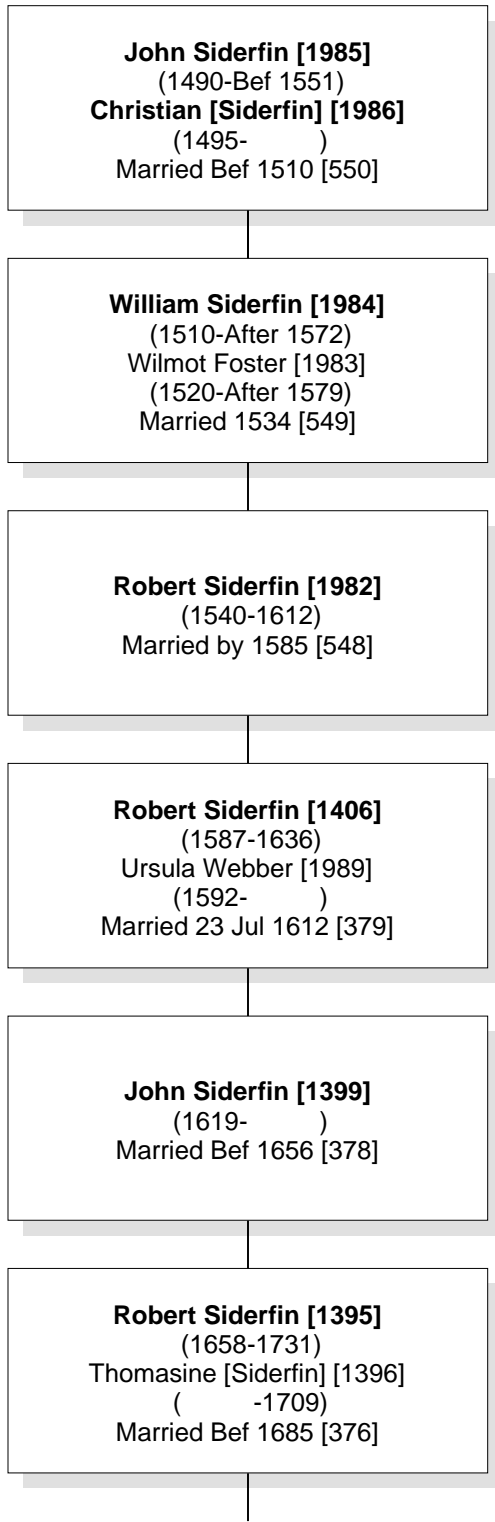 John Siderfin [1985]
(1490-Bef 1551)
Christian [Siderfin] [1986]
(1495-          )
Married Bef 1510 [550]
William Siderfin [1984]
(1510-After 1572)
Wilmot Foster [1983]
(1520-After 1579)
Married 1534 [549]
Robert Siderfin [1982]
(1540-1612)
Married by 1585 [548]
Robert Siderfin [1406]
(1587-1636)
Ursula Webber [1989]
(1592-          )
Married 23 Jul 1612 [379]
John Siderfin [1399]
(1619-          )
Married Bef 1656 [378]
Robert Siderfin [1395]
(1658-1731)
Thomasine [Siderfin] [1396]
(          -1709)
Married Bef 1685 [376]